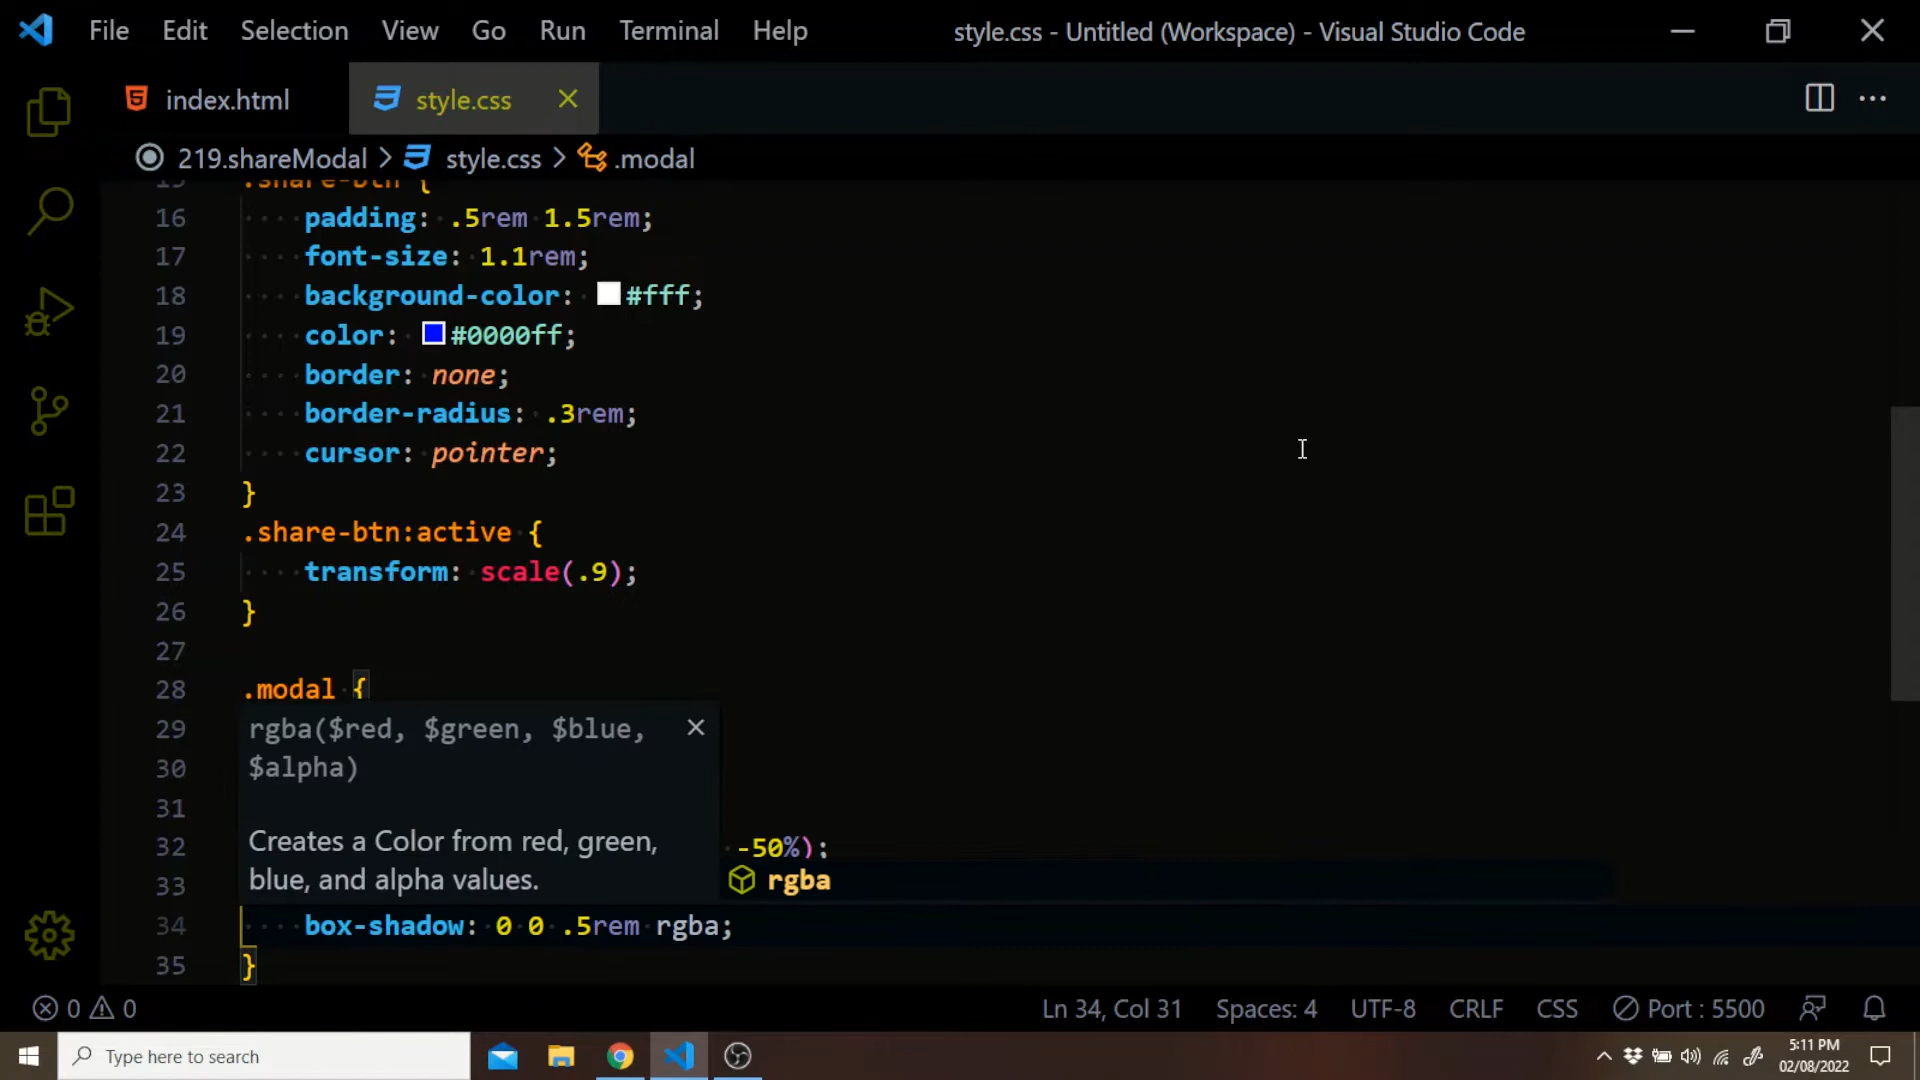 File Edit Selection View Go Run Terminal Help
style.css - Untitled (Workspace) - Visual Studio Code
index.html
style.css
219.shareModal > style.css > .modal
15 .share-btn {
16 padding: .5rem 1.5rem;
17 font-size: 1.1rem;
18 background-color: #fff;
19 color: #0000ff;
20 border: none;
21 border-radius: .3rem;
22 cursor: pointer;
23 }
24 .share-btn:active {
25 transform: scale(.9);
26 }
27
28 .modal {
29
30
31
32 -50%);
33
rgba($red, $green, $blue,
$alpha)
Creates a Color from red, green,
blue, and alpha values.
rgba
34 box-shadow: 0 0 .5rem rgba;
35 }
0 0
Ln 34, Col 31 Spaces: 4 UTF-8 CRLF CSS Port : 5500
Type here to search
5:11 PM
02/08/2022